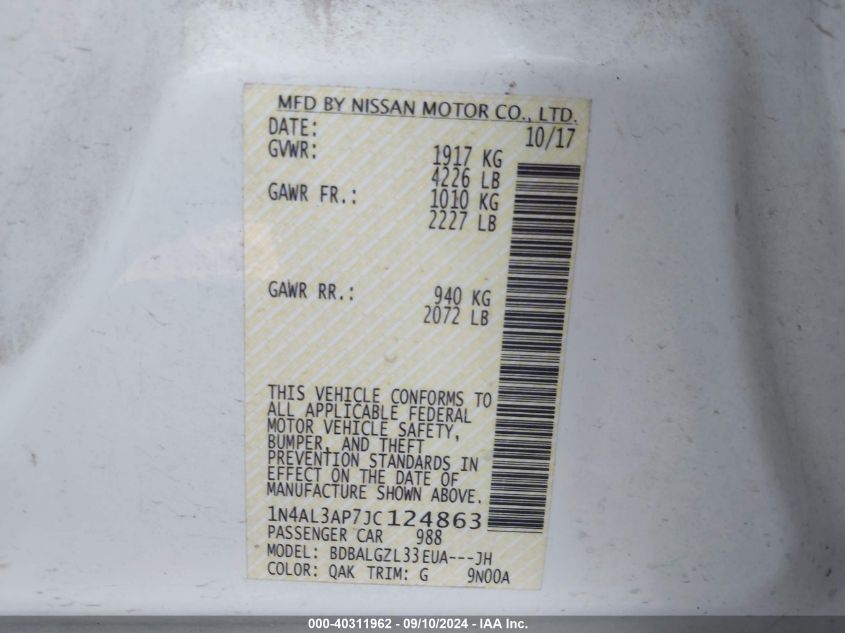 MFD BY NISSAN MOTOR CO., LTD.
DATE: 10/17
GVWR: 1917 KG
4226 LB
GAWR FR.: 1010 KG
2227 LB
GAWR RR.: 940 KG
2072 LB
THIS VEHICLE CONFORMS TO
ALL APPLICABLE FEDERAL
MOTOR VEHICLE SAFETY,
BUMPER, AND THEFT
PREVENTION STANDARDS IN
EFFECT ON THE DATE OF
MANUFACTURE SHOWN ABOVE.
1N4AL3AP7JC124863
PASSENGER CAR 988
MODEL: BDBALGZL33EUA---JH
COLOR: QAK TRIM: G 9N00A
000-40311962 - 09/10/2024 - IAA Inc.